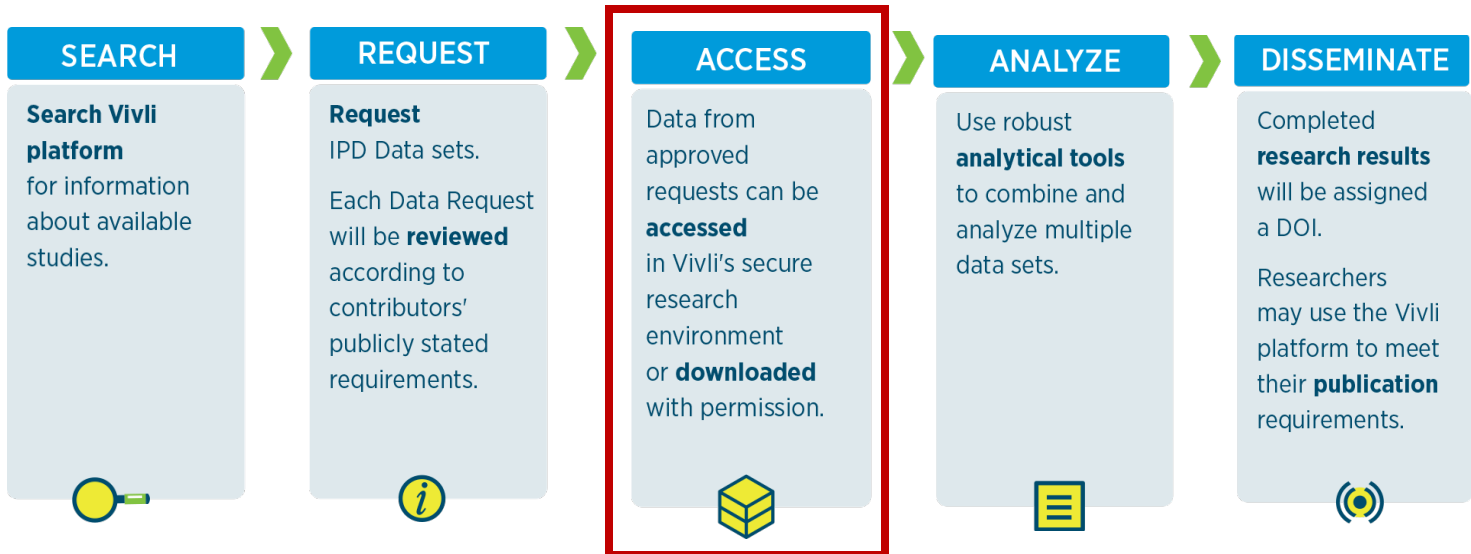 SEARCH
Search Vivli
platform
for information
about available
studies.
REQUEST
Request
IPD Data sets.
Each Data Request
will be reviewed
according to
contributors'
publicly stated
requirements.
ACCESS
Data from
approved
requests can be
accessed
in Vivli's secure
research
environment
or downloaded
with permission.
ANALYZE
Use robust
analytical tools
to combine and
analyze multiple
data sets.
DISSEMINATE
Completed
research results
will be assigned
a DOI.
Researchers
may use the Vivli
platform to meet
their publication
requirements.
i